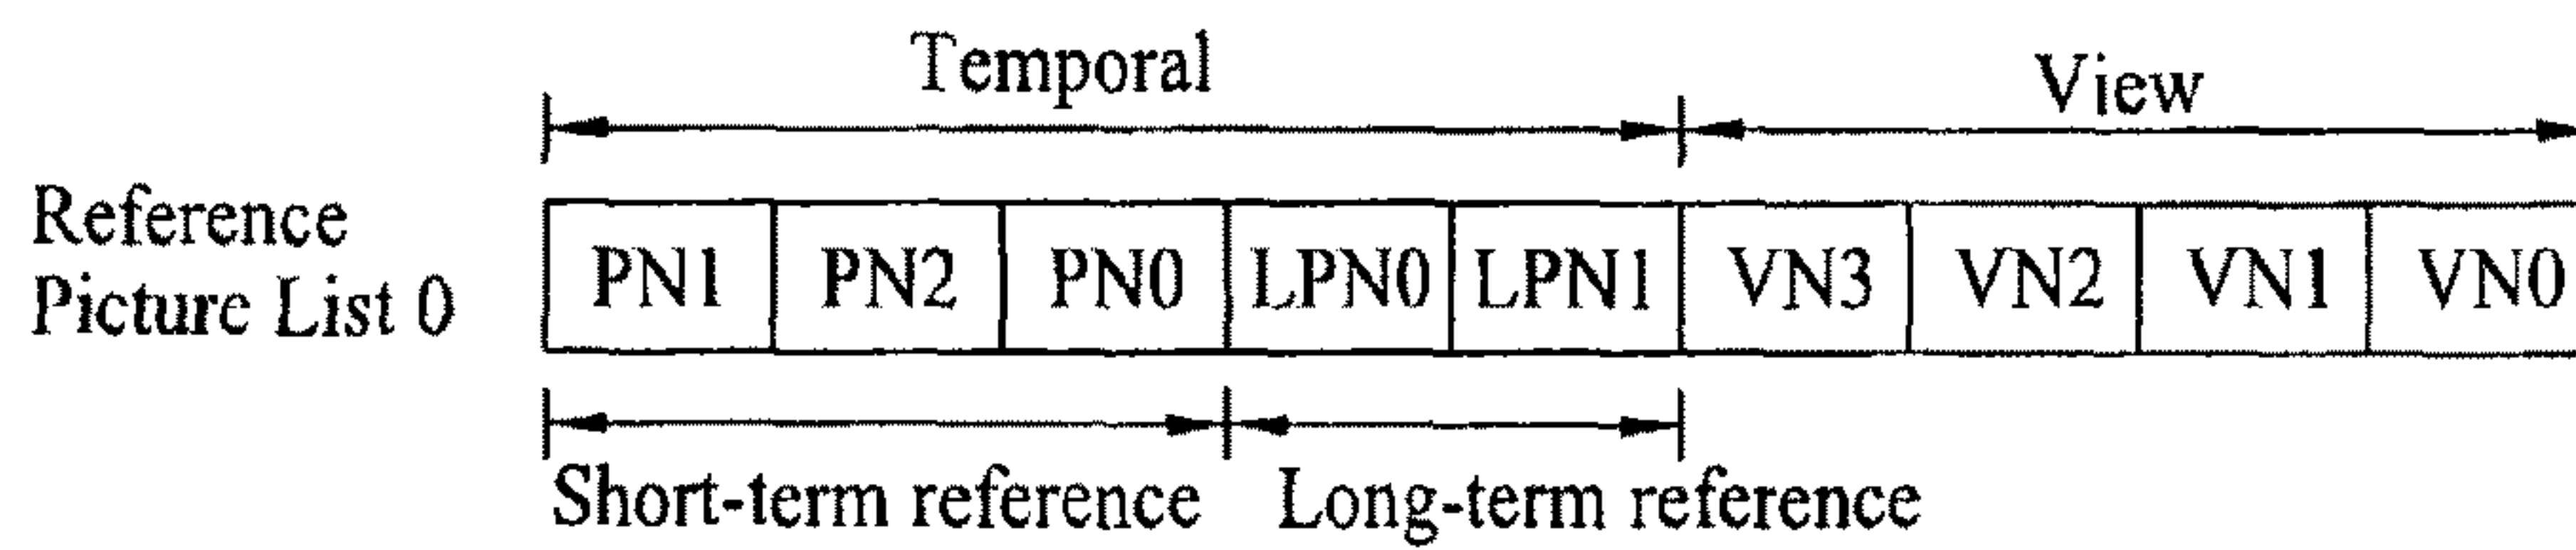 Temporal
View
Reference
Picture List 0
PN1 PN2 PN0 LPN0 LPN1 VN3 VN2 VN1 VN0
Short-term reference Long-term reference